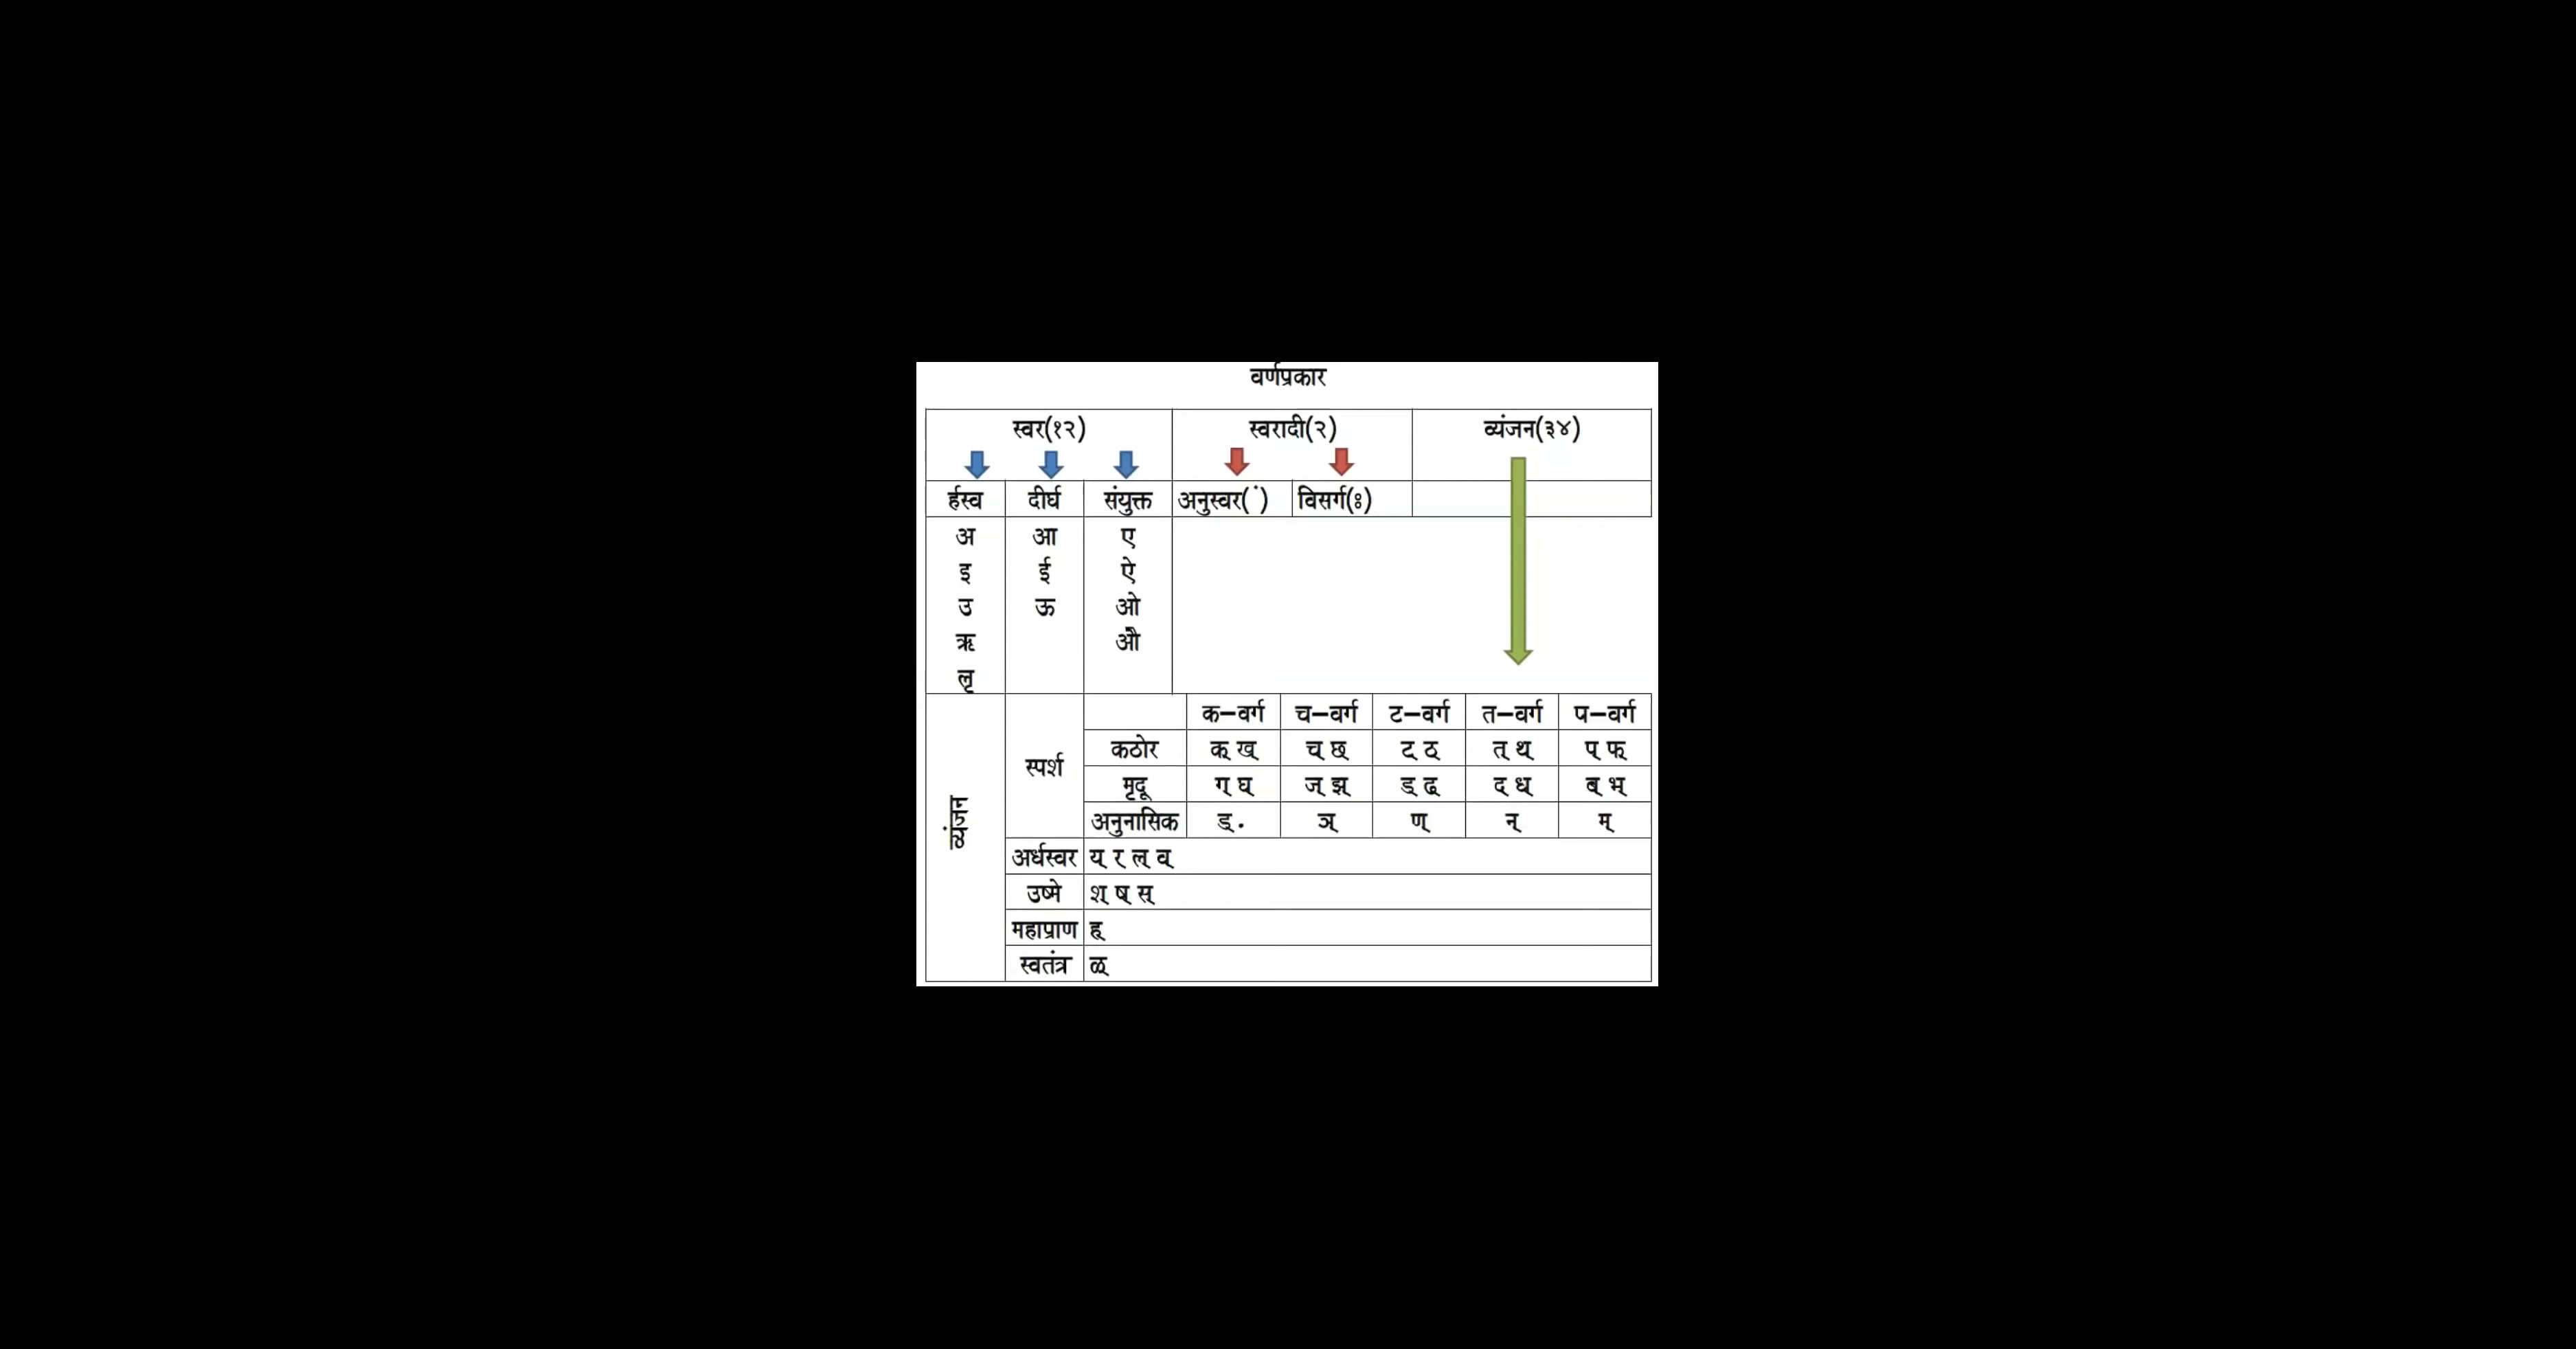 वर्णप्रकार
स्वर(१२) स्वरादी(२) व्यंजन(३४)
र्हस्व दीर्घ संयुक्त अनुस्वर(ं) विसर्ग(ः)
अ आ ए
इ ई ऐ
उ ऊ ओ
ऋ औ
लृ
क–वर्ग च–वर्ग ट–वर्ग त–वर्ग प–वर्ग
कठोर क् ख् च् छ् ट् ठ् त् थ् प् फ्
स्पर्श
मृदू ग् घ् ज् झ् ड् ढ् द ध् ब् भ्
व्यंजन
अनुनासिक ड्. ञ् ण् न् म्
अर्धस्वर य् र् ल् व्
उष्मे श् ष् स्
महाप्राण ह्
स्वतंत्र ळ्